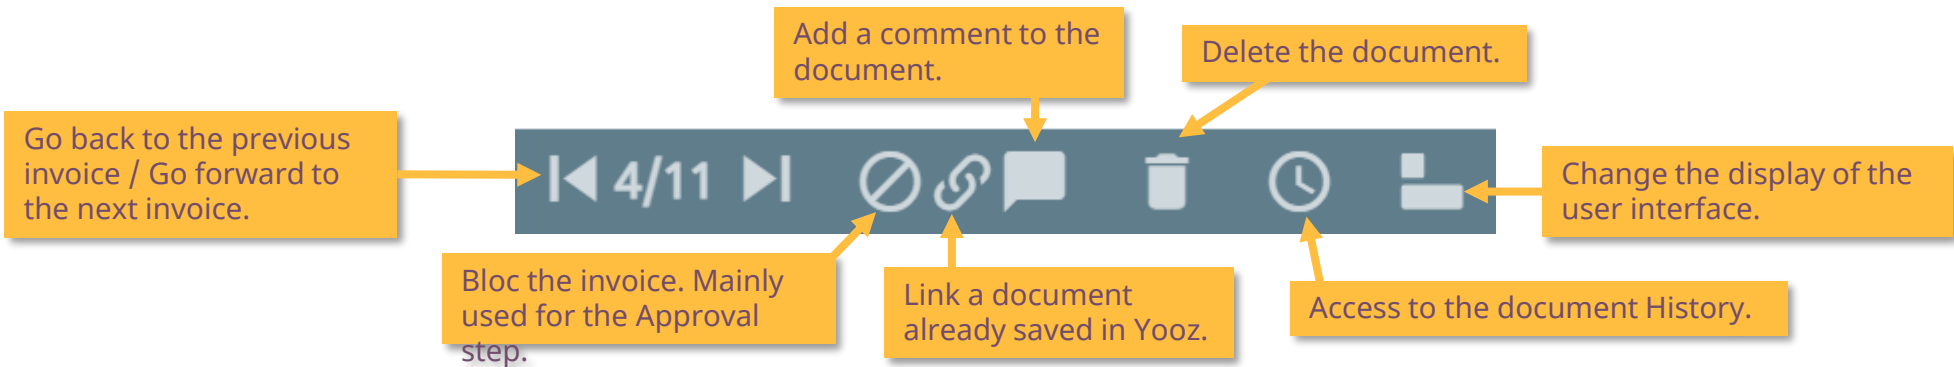 Add a comment to the
document.
Delete the document.
Go back to the previous
invoice / Go forward to
the next invoice.
4/11
Change the display of the
user interface.
Bloc the invoice. Mainly
used for the Approval
step.
Link a document
already saved in Yooz.
Access to the document History.